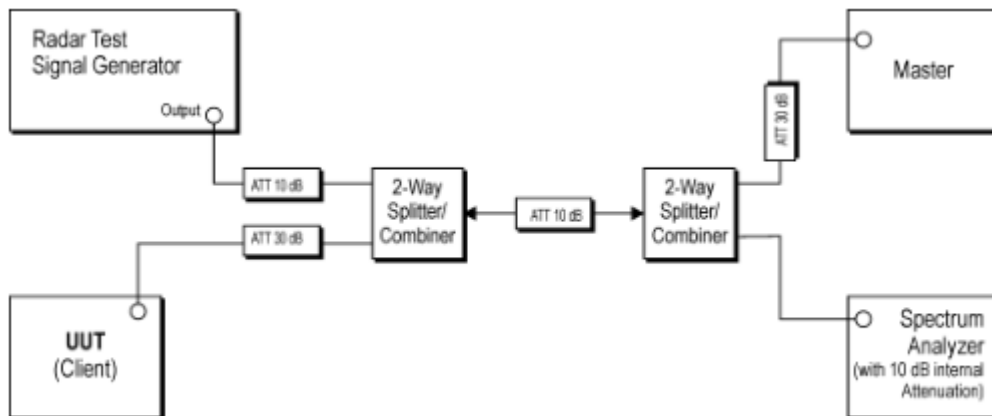 Radar Test
Signal Generator
Output
Master
ATT 30 dB
ATT 10 dB
2-Way
Splitter/
Combiner
ATT 10 dB
2-Way
Splitter/
Combiner
ATT 30 dB
UUT
(Client)
Spectrum
Analyzer
(with 10 dB internal
Attenuation)